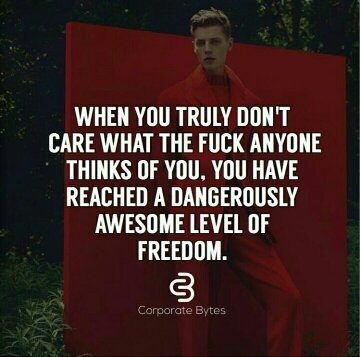 WHEN YOU TRULY DON'T
CARE WHAT THE FUCK ANYONE
THINKS OF YOU, YOU HAVE
REACHED A DANGEROUSLY
AWESOME LEVEL OF
FREEDOM.
Corporate Bytes